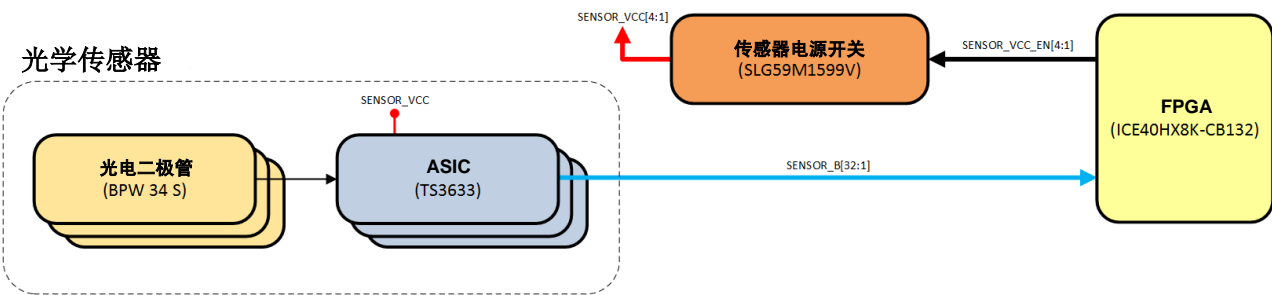 SENSOR_VCC[4:1]
传感器电源开关
(SLG59M1599V)
SENSOR_VCC_EN[4:1]
光学传感器
FPGA
(ICE40HX8K-CB132)
SENSOR_VCC
光电二极管
(BPW 34 S)
ASIC
(TS3633)
SENSOR_B[32:1]